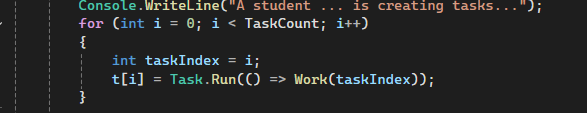 Console.WriteLine("A student ... is creating tasks...");
for (int i = 0; i < TaskCount; i++)
{
int taskIndex = i;
t[i] = Task.Run(() => Work(taskIndex));
}